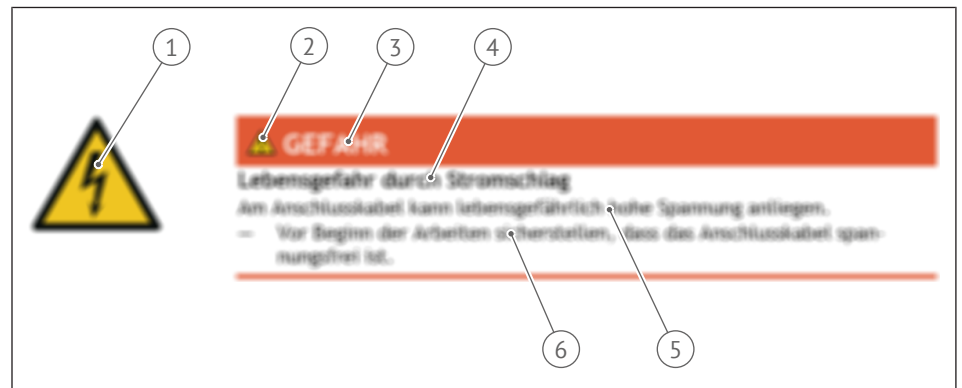 1 2 3 4
GEFAHR
Lebensgefahr durch Stromschlag
Am Anschlusskabel kann lebensgefährlich hohe Spannung anliegen.
– Vor Beginn der Arbeiten sicherstellen, dass das Anschlusskabel span-
nungsfrei ist.
6 5